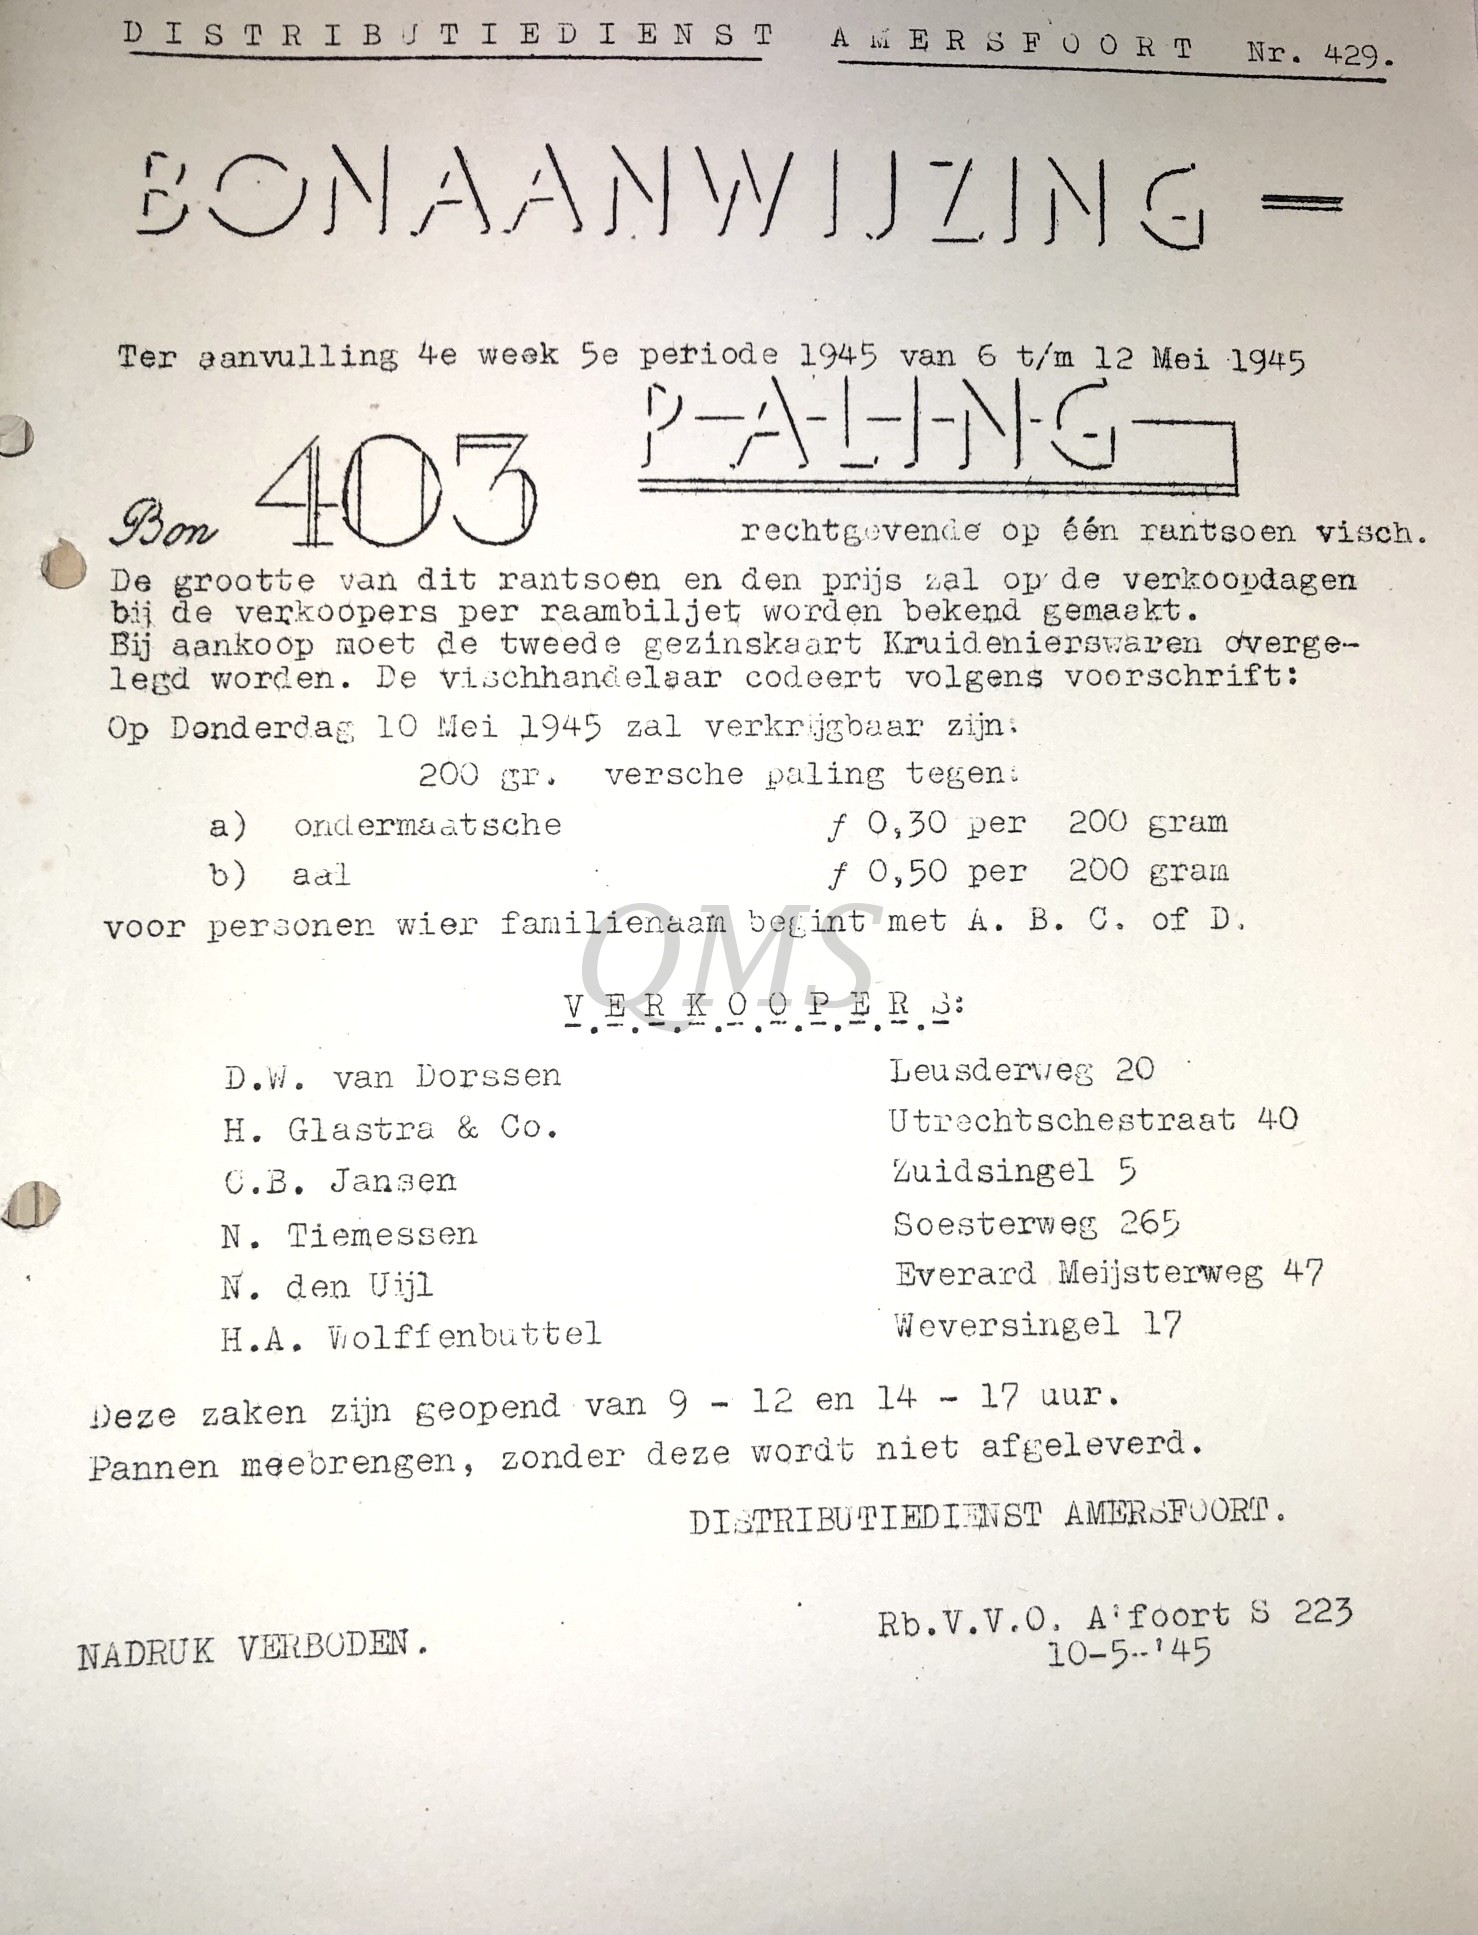 DISTRIBUTIEDIENST AMERSFOORT Nr. 429.
BONAANWIJZING =
Ter aanvulling 4e week 5e periode 1945 van 6 t/m 12 Mei 1945
Bon 403 P-A-L-I-N-G
rechtgevende op één rantsoen visch.
De grootte van dit rantsoen en den prijs zal op de verkoopdagen
bij de verkoopers per raambiljet worden bekend gemaakt.
Bij aankoop moet de tweede gezinskaart Kruidenierswaren overge-
legd worden. De vischhandelaar codeert volgens voorschrift:
Op Donderdag 10 Mei 1945 zal verkrijgbaar zijn:
200 gr. versche paling tegen:
a) ondermaatsche ƒ 0,30 per 200 gram
b) aal ƒ 0,50 per 200 gram
voor personen wier familienaam begint met A. B. C. of D.
QMS
VERKOOPERS:
D.W. van Dorssen Leusderweg 20
H. Glastra & Co. Utrechtschestraat 40
C.B. Jansen Zuidsingel 5
N. Tiemessen Soesterweg 265
N. den Uijl Everard Meijsterweg 47
H.A. Wolffenbuttel Weversingel 17
Deze zaken zijn geopend van 9 - 12 en 14 - 17 uur.
Pannen meebrengen, zonder deze wordt niet afgeleverd.
DISTRIBUTIEDIENST AMERSFOORT.
Rb.V.V.O. A'foort S 223
NADRUK VERBODEN. 10-5-'45